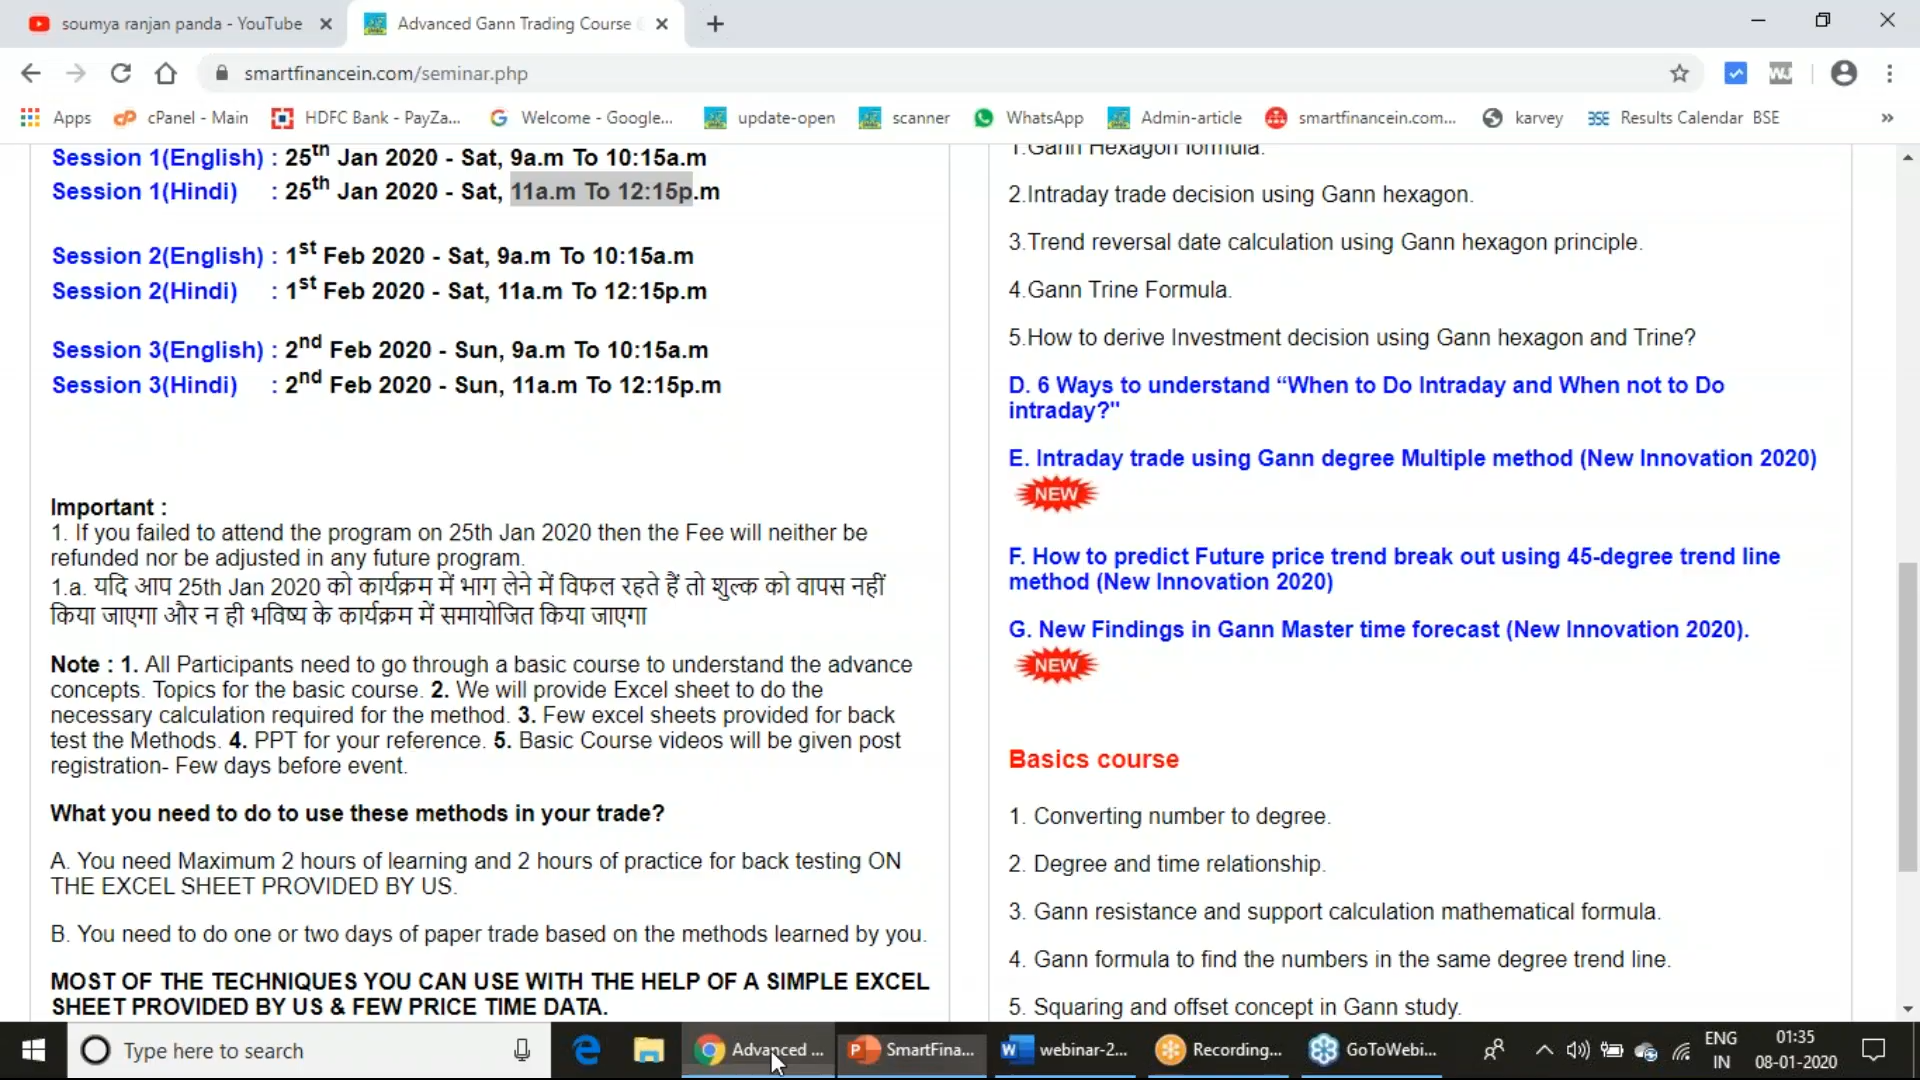 soumya ranjan panda - YouTube
Advanced Gann Trading Course
smartfinancein.com/seminar.php
Apps
cPanel - Main
HDFC Bank - PayZa...
Welcome - Google...
update-open
scanner
WhatsApp
Admin-article
smartfinancein.com...
karvey
Results Calendar BSE
Session 1(English) : 25th Jan 2020 - Sat, 9a.m To 10:15a.m
Session 1(Hindi) : 25th Jan 2020 - Sat, 11a.m To 12:15p.m
Session 2(English) : 1st Feb 2020 - Sat, 9a.m To 10:15a.m
Session 2(Hindi) : 1st Feb 2020 - Sat, 11a.m To 12:15p.m
Session 3(English) : 2nd Feb 2020 - Sun, 9a.m To 10:15a.m
Session 3(Hindi) : 2nd Feb 2020 - Sun, 11a.m To 12:15p.m
Important :
1. If you failed to attend the program on 25th Jan 2020 then the Fee will neither be
refunded nor be adjusted in any future program.
1.a. यदि आप 25th Jan 2020 को कार्यक्रम में भाग लेने में विफल रहते हैं तो शुल्क को वापस नहीं
किया जाएगा और न ही भविष्य के कार्यक्रम में समायोजित किया जाएगा
Note : 1. All Participants need to go through a basic course to understand the advance
concepts. Topics for the basic course. 2. We will provide Excel sheet to do the
necessary calculation required for the method. 3. Few excel sheets provided for back
test the Methods. 4. PPT for your reference. 5. Basic Course videos will be given post
registration- Few days before event.
What you need to do to use these methods in your trade?
A. You need Maximum 2 hours of learning and 2 hours of practice for back testing ON
THE EXCEL SHEET PROVIDED BY US.
B. You need to do one or two days of paper trade based on the methods learned by you.
MOST OF THE TECHNIQUES YOU CAN USE WITH THE HELP OF A SIMPLE EXCEL
SHEET PROVIDED BY US & FEW PRICE TIME DATA.
1.Gann Hexagon formula.
2.Intraday trade decision using Gann hexagon.
3.Trend reversal date calculation using Gann hexagon principle.
4.Gann Trine Formula.
5.How to derive Investment decision using Gann hexagon and Trine?
D. 6 Ways to understand “When to Do Intraday and When not to Do
intraday?"
E. Intraday trade using Gann degree Multiple method (New Innovation 2020)
NEW
F. How to predict Future price trend break out using 45-degree trend line
method (New Innovation 2020)
G. New Findings in Gann Master time forecast (New Innovation 2020).
NEW
Basics course
1. Converting number to degree.
2. Degree and time relationship.
3. Gann resistance and support calculation mathematical formula.
4. Gann formula to find the numbers in the same degree trend line.
5. Squaring and offset concept in Gann study.
Type here to search
Advanced ...
SmartFina...
webinar-2...
Recording...
GoToWebi...
ENG
IN
01:35
08-01-2020